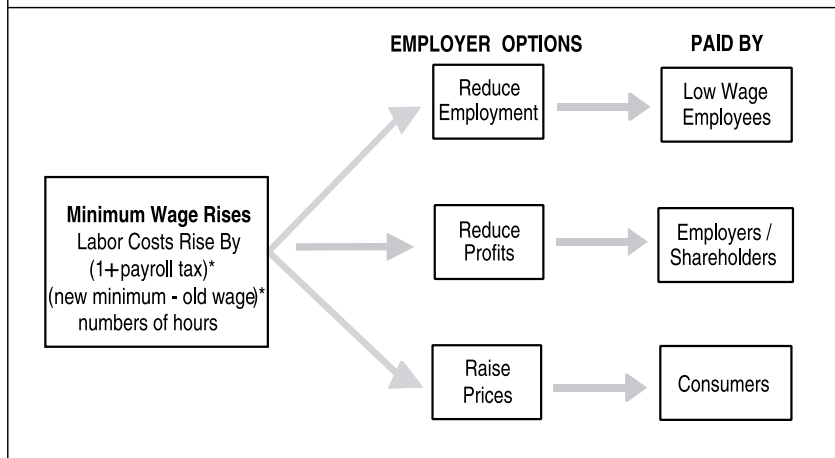 EMPLOYER OPTIONS
PAID BY
Minimum Wage Rises
Labor Costs Rise By
(1+payroll tax)*
(new minimum - old wage)*
numbers of hours
Reduce
Employment
Low Wage
Employees
Reduce
Profits
Employers /
Shareholders
Raise
Prices
Consumers